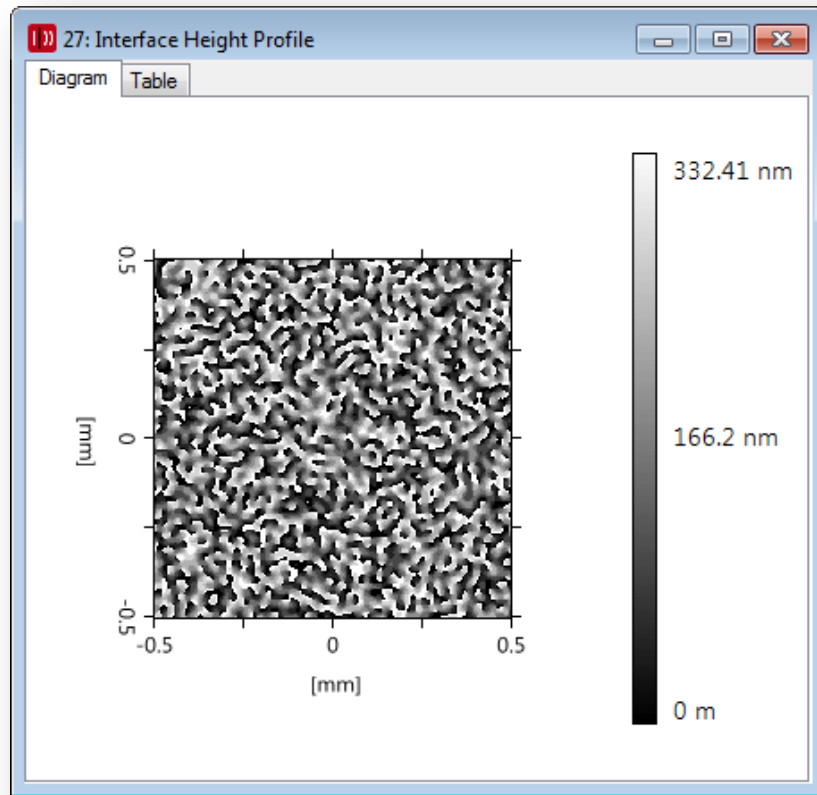 27: Interface Height Profile
Diagram Table
332.41 nm
0.5
[mm]
0
166.2 nm
-0.5
-0.5 0 0.5
[mm]
0 m